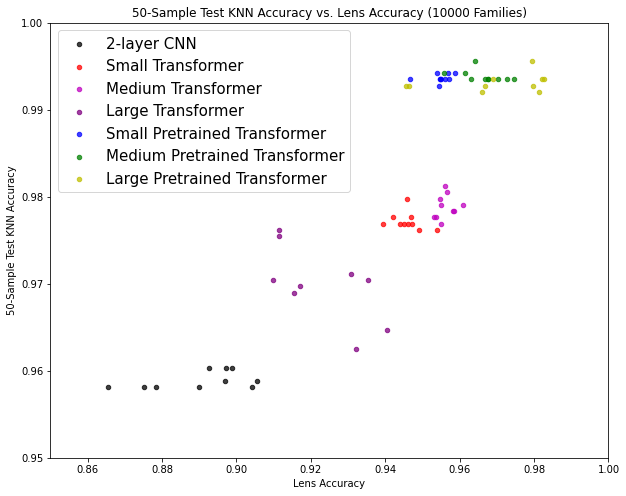 50-Sample Test KNN Accuracy vs. Lens Accuracy (10000 Families)
1.00
0.99
0.98
0.97
0.96
0.95
50-Sample Test KNN Accuracy
2-layer CNN
Small Transformer
Medium Transformer
Large Transformer
Small Pretrained Transformer
Medium Pretrained Transformer
Large Pretrained Transformer
0.86 0.88 0.90 0.92 0.94 0.96 0.98 1.00
Lens Accuracy